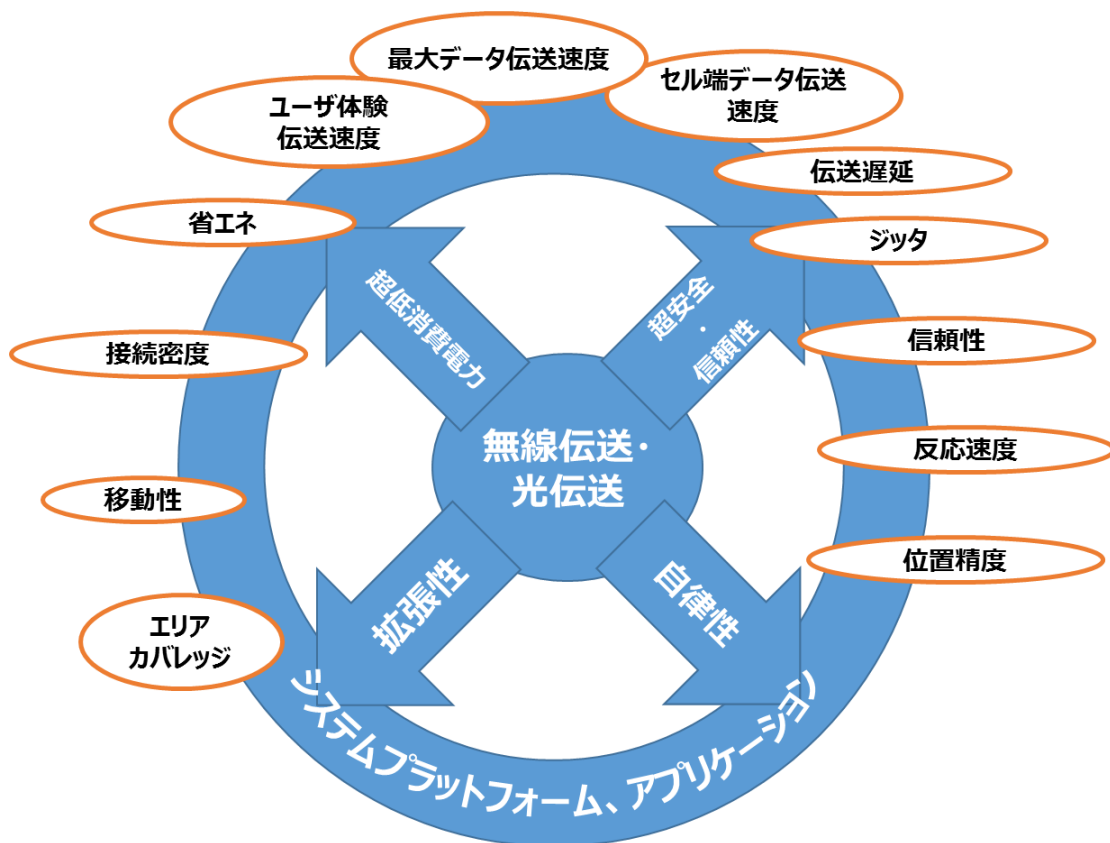 最大データ伝送速度
セル端データ伝送
速度
ユーザ体験
伝送速度
伝送遅延
省エネ
ジッタ
超低消費電力
超安全
・
信頼性
接続密度
信頼性
無線伝送・
光伝送
反応速度
移動性
位置精度
拡張性
自律性
エリア
カバレッジ
システムプラットフォーム、アプリケーション